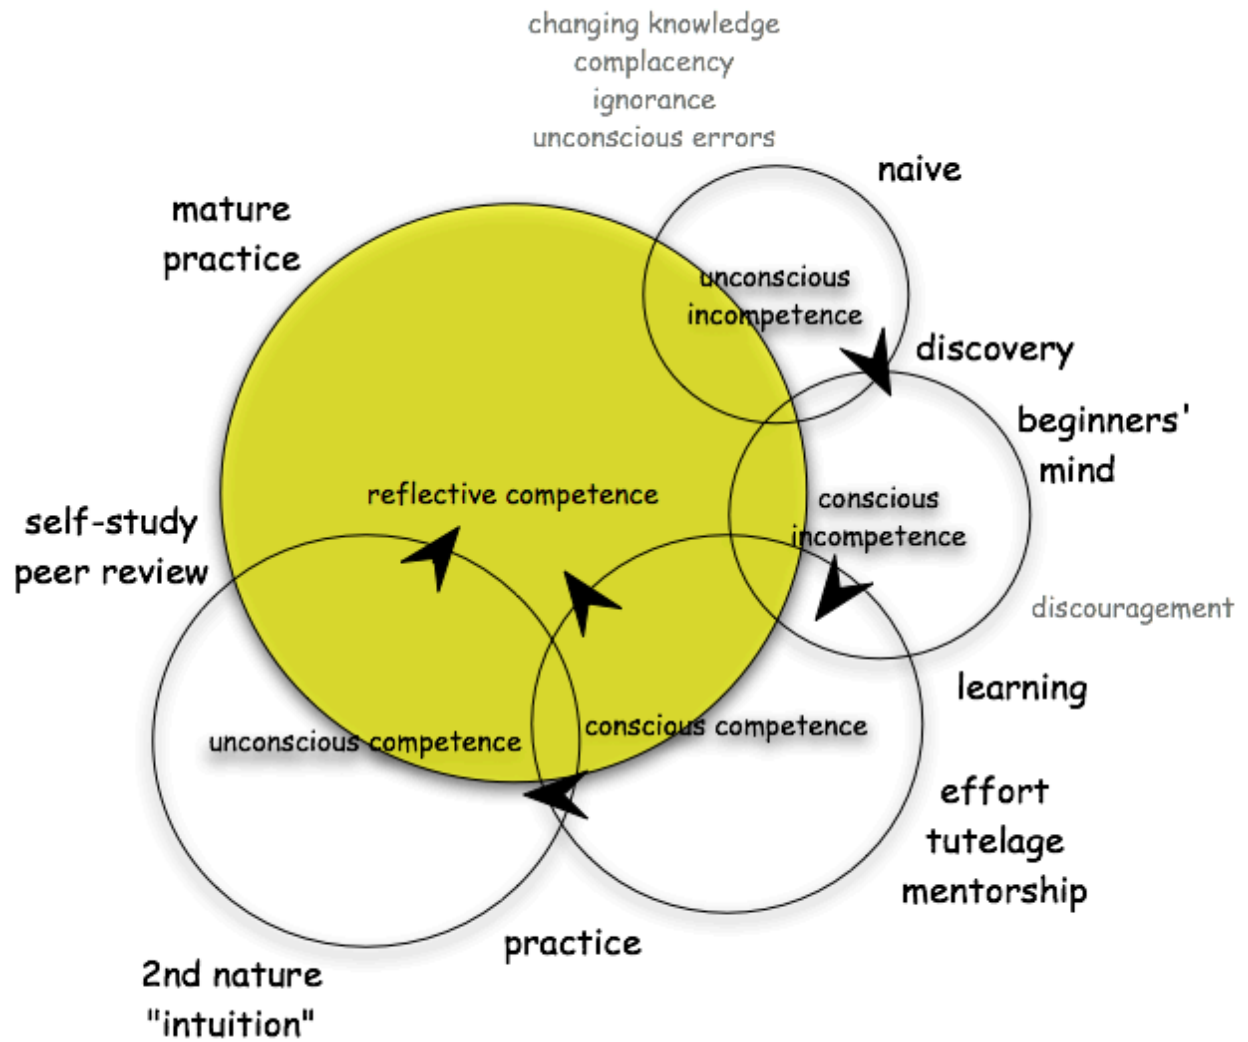 changing knowledge
complacency
ignorance
unconscious errors
naive
mature
practice
unconscious
incompetence
discovery
beginners'
mind
reflective competence
conscious
incompetence
self-study
peer review
discouragement
learning
unconscious competence
conscious competence
effort
tutelage
mentorship
practice
2nd nature
"intuition"